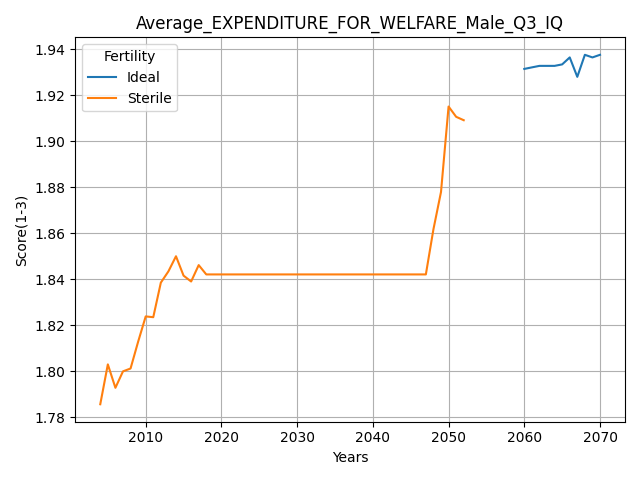 Average_EXPENDITURE_FOR_WELFARE_Male_Q3_IQ
Fertility
Ideal
Sterile
Score(1-3)
1.94
1.92
1.90
1.88
1.86
1.84
1.82
1.80
1.78
2010 2020 2030 2040 2050 2060 2070
Years